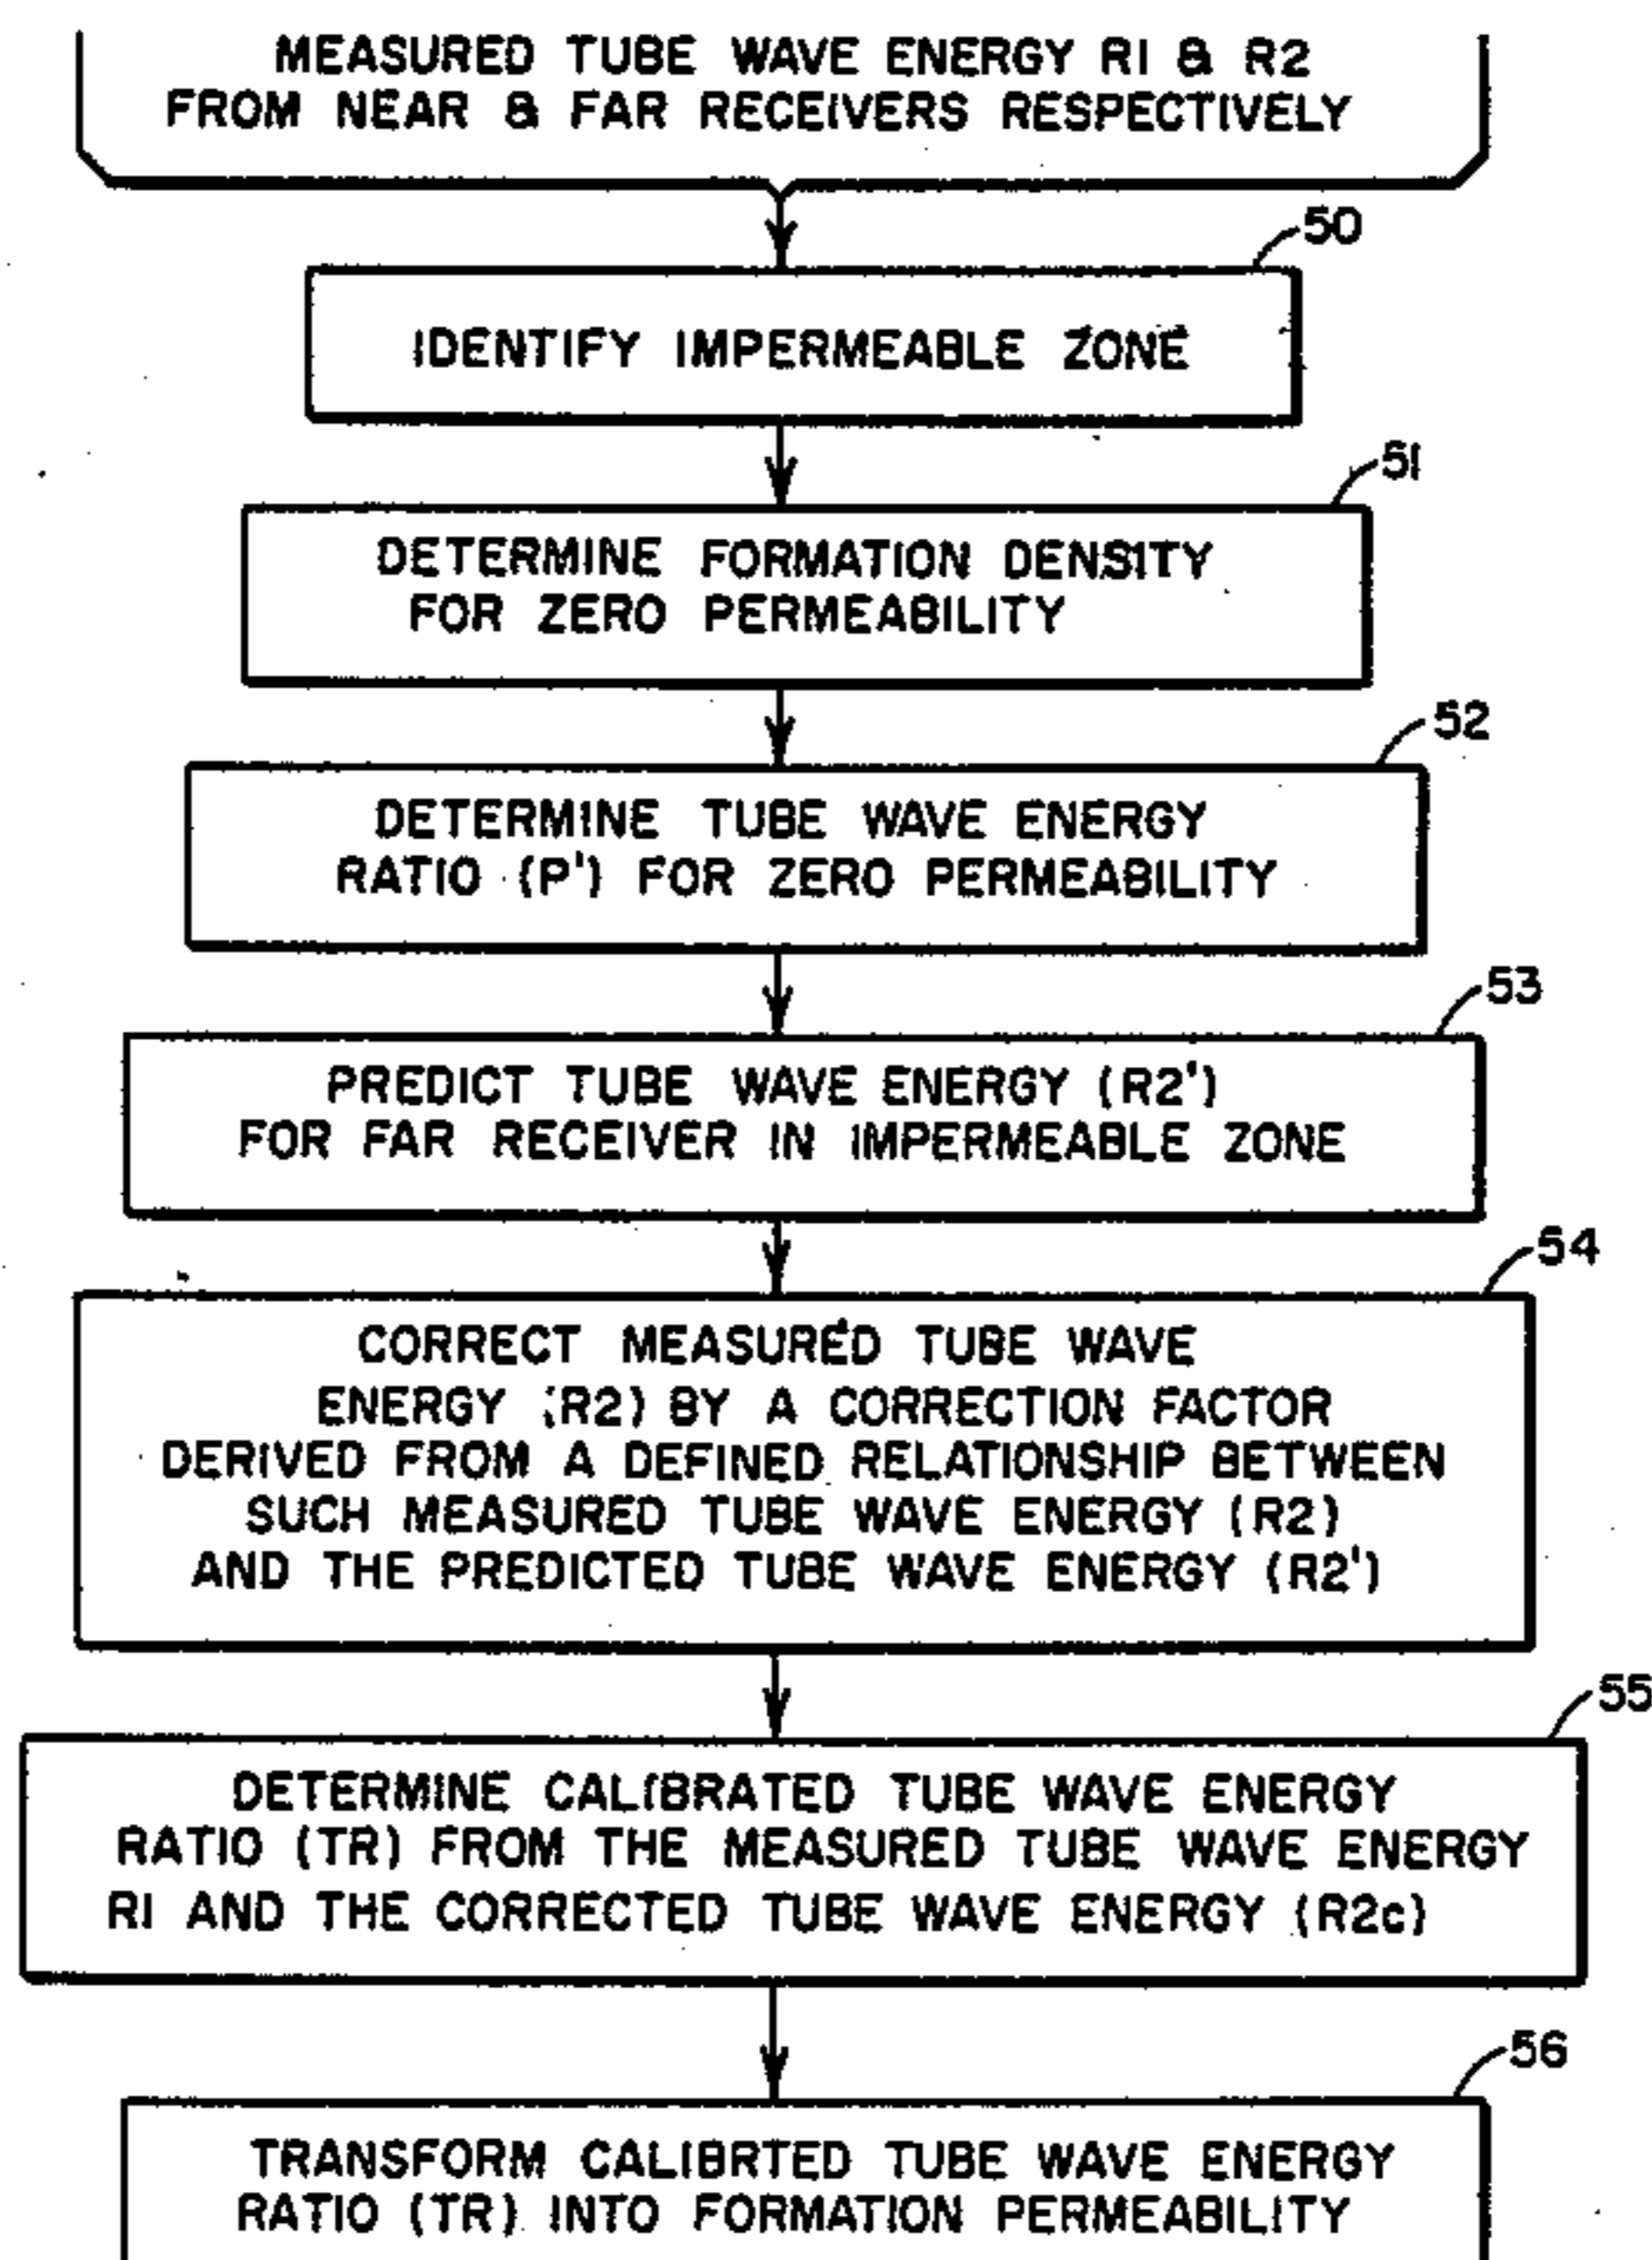 MEASURED TUBE WAVE ENERGY R1 & R2
FROM NEAR & FAR RECEIVERS RESPECTIVELY
50
IDENTIFY IMPERMEABLE ZONE
51
DETERMINE FORMATION DENSITY
FOR ZERO PERMEABILITY
52
DETERMINE TUBE WAVE ENERGY
RATIO (P') FOR ZERO PERMEABILITY
53
PREDICT TUBE WAVE ENERGY (R2')
FOR FAR RECEIVER IN IMPERMEABLE ZONE
54
CORRECT MEASURED TUBE WAVE
ENERGY (R2) BY A CORRECTION FACTOR
DERIVED FROM A DEFINED RELATIONSHIP BETWEEN
SUCH MEASURED TUBE WAVE ENERGY (R2)
AND THE PREDICTED TUBE WAVE ENERGY (R2')
55
DETERMINE CALIBRATED TUBE WAVE ENERGY
RATIO (TR) FROM THE MEASURED TUBE WAVE ENERGY
R1 AND THE CORRECTED TUBE WAVE ENERGY (R2c)
56
TRANSFORM CALIBRTED TUBE WAVE ENERGY
RATIO (TR) INTO FORMATION PERMEABILITY